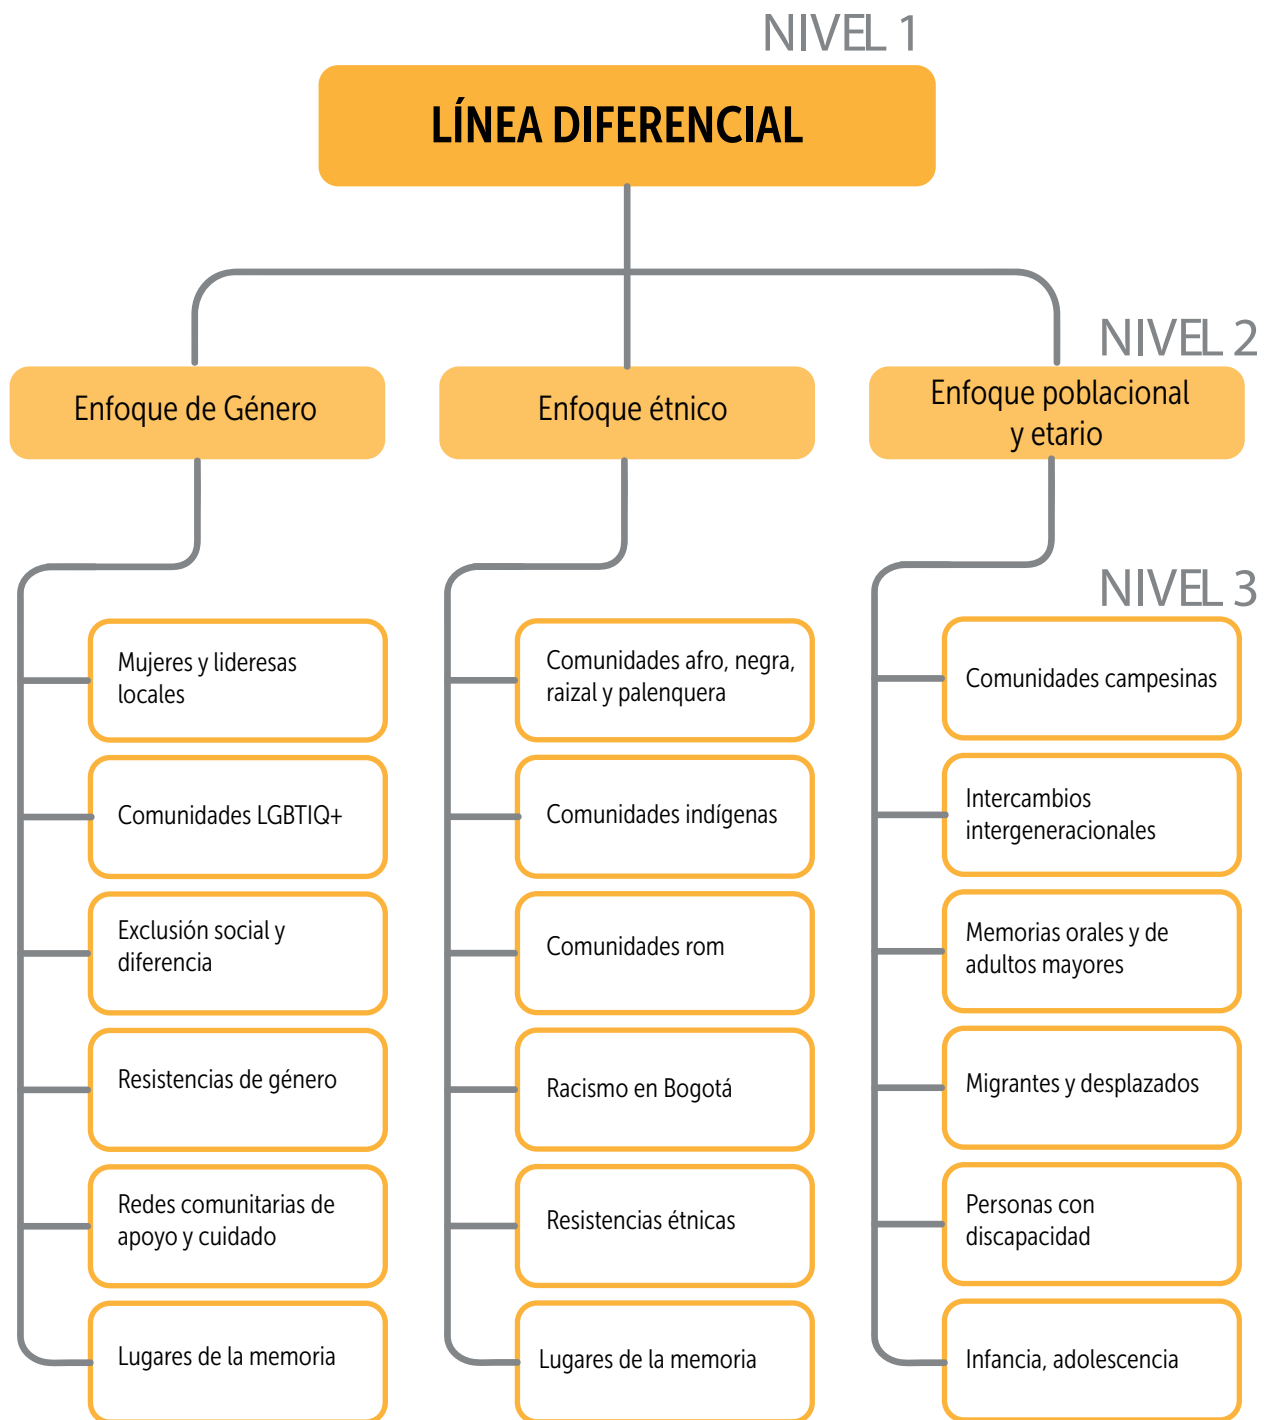 NIVEL 1
LÍNEA DIFERENCIAL
NIVEL 2
Enfoque de Género
Enfoque étnico
Enfoque poblacional
y etario
NIVEL 3
Mujeres y lideresas
locales
Comunidades LGBTIQ+
Exclusión social y
diferencia
Resistencias de género
Redes comunitarias de
apoyo y cuidado
Lugares de la memoria
Comunidades afro, negra,
raizal y palenquera
Comunidades indígenas
Comunidades rom
Racismo en Bogotá
Resistencias étnicas
Lugares de la memoria
Comunidades campesinas
Intercambios
intergeneracionales
Memorias orales y de
adultos mayores
Migrantes y desplazados
Personas con
discapacidad
Infancia, adolescencia